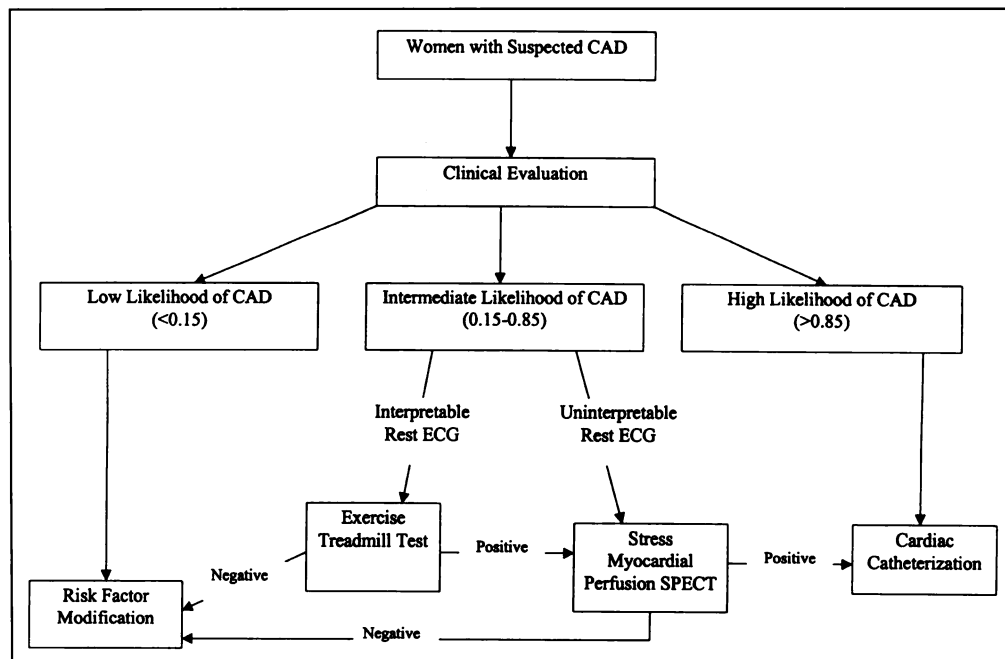 Women with Suspected CAD
Clinical Evaluation
Low Likelihood of CAD
(<0.15)
Intermediate Likelihood of CAD
(0.15-0.85)
High Likelihood of CAD
(>0.85)
Interpretable
Rest ECG
Uninterpretable
Rest ECG
Exercise
Treadmill Test
Positive
Stress
Myocardial
Perfusion SPECT
Positive
Cardiac
Catheterization
Negative
Risk Factor
Modification
Negative